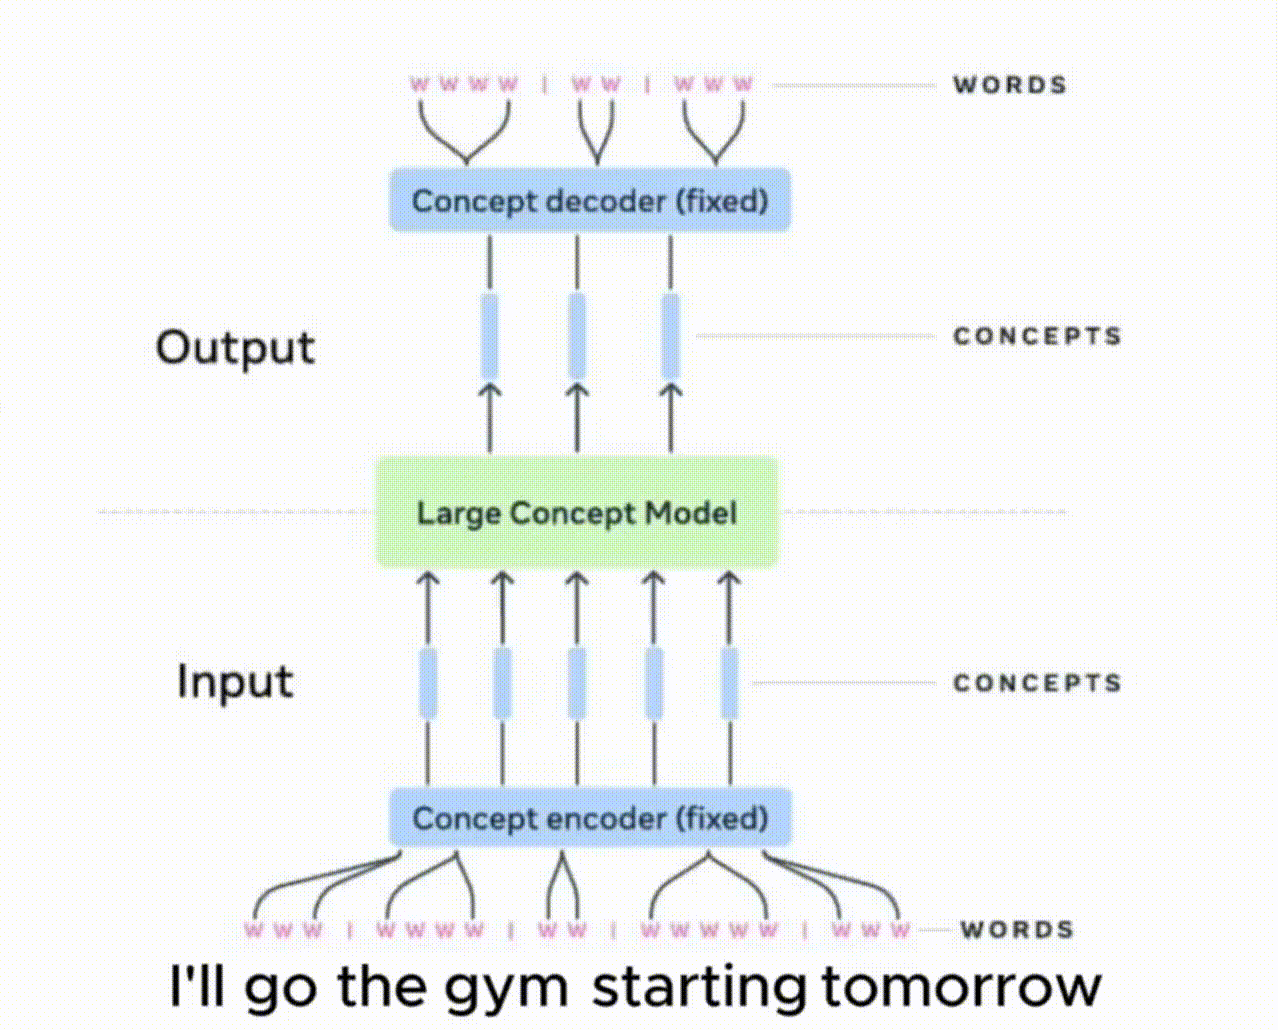 W W W W | W W | W W W WORDS
Concept decoder (fixed)
Output
CONCEPTS
Large Concept Model
Input
CONCEPTS
Concept encoder (fixed)
W W W | W W W W | W W | W W W W W | W W W WORDS
I'll go the gym starting tomorrow